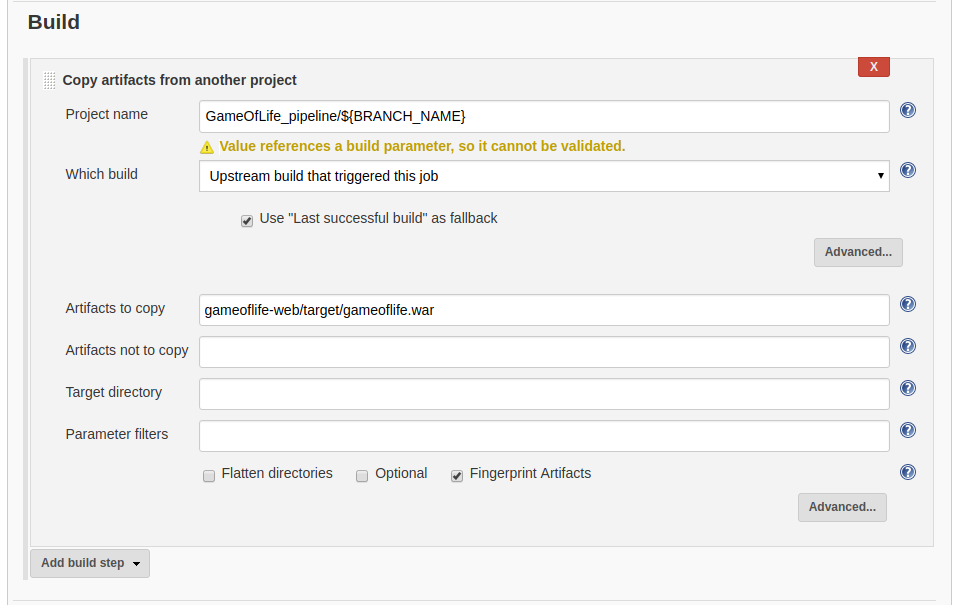 Build
X
Copy artifacts from another project
Project name GameOfLife_pipeline/${BRANCH_NAME} ?
Value references a build parameter, so it cannot be validated.
Which build Upstream build that triggered this job ?
Use "Last successful build" as fallback
Advanced...
Artifacts to copy gameoflife-web/target/gameoflife.war ?
Artifacts not to copy ?
Target directory ?
Parameter filters ?
Flatten directories Optional Fingerprint Artifacts ?
Advanced...
Add build step